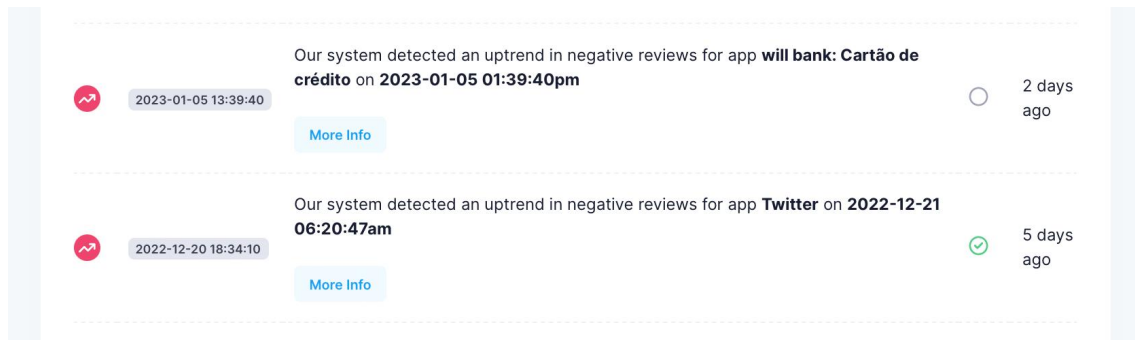 Our system detected an uptrend in negative reviews for app will bank: Cartão de
crédito on 2023-01-05 01:39:40pm
2023-01-05 13:39:40
2 days
ago
More Info
Our system detected an uptrend in negative reviews for app Twitter on 2022-12-21
06:20:47am
2022-12-20 18:34:10
5 days
ago
More Info